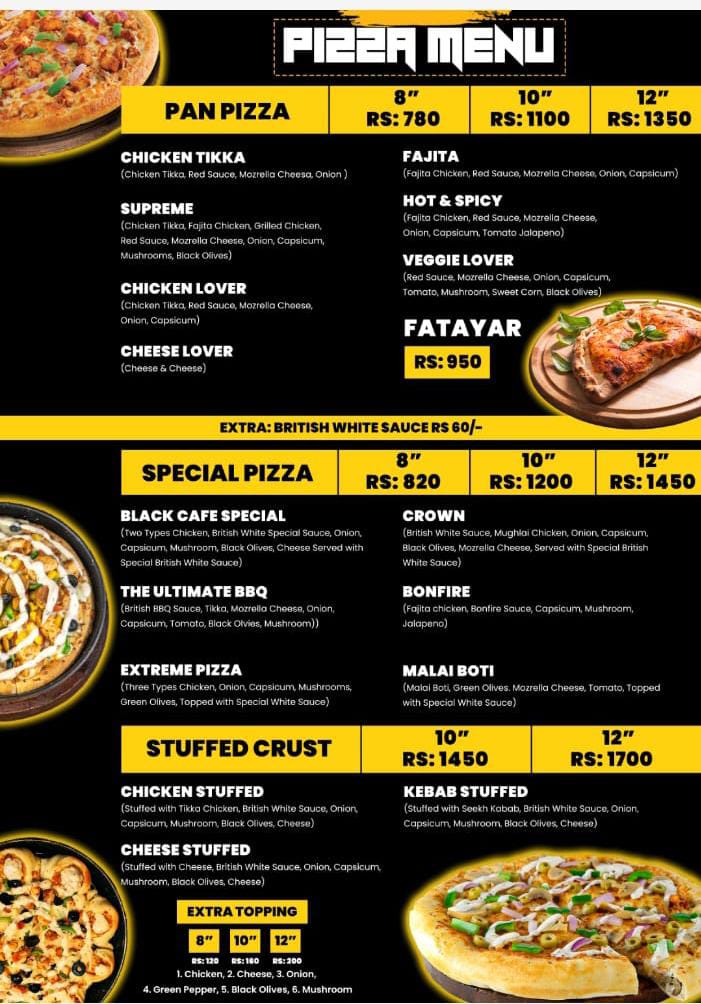 PIZZA MENU
PAN PIZZA
8"
RS: 780
10"
RS: 1100
12"
RS: 1350
CHICKEN TIKKA
(Chicken Tikka, Red Sauce, Mozrella Cheesa, Onion )
SUPREME
(Chicken Tikka, Fajita Chicken, Grilled Chicken,
Red Sauce, Mozrella Cheese, Onion, Capsicum,
Mushrooms, Black Olives)
CHICKEN LOVER
(Chicken Tikka, Red Sauce, Mozrella Cheese,
Onion, Capsicum)
CHEESE LOVER
(Cheese & Cheese)
FAJITA
(Fajita Chicken, Red Sauce, Mozrella Cheese, Onion, Capsicum)
HOT & SPICY
(Fajita Chicken, Red Sauce, Mozrella Cheese,
Onion, Capsicum, Tomato Jalapeno)
VEGGIE LOVER
(Red Sauce, Mozrella Cheese, Onion, Capsicum,
Tomato, Mushroom, Sweet Corn, Black Olives)
FATAYAR
RS: 950
EXTRA: BRITISH WHITE SAUCE RS 60/-
SPECIAL PIZZA
8"
RS: 820
10"
RS: 1200
12"
RS: 1450
BLACK CAFE SPECIAL
(Two Types Chicken, British White Special Sauce, Onion,
Capsicum, Mushroom, Black Olives, Cheese Served with
Special British White Sauce)
THE ULTIMATE BBQ
(British BBQ Sauce, Tikka, Mozrella Cheese, Onion,
Capsicum, Tomato, Black Olvies, Mushroom))
EXTREME PIZZA
(Three Types Chicken, Onion, Capsicum, Mushrooms,
Green Olives, Topped with Special White Sauce)
CROWN
(British White Sauce, Mughlai Chicken, Onion, Capsicum,
Black Olives, Mozrella Cheese, Served with Special British
White Sauce)
BONFIRE
(Fajita chicken, Bonfire Sauce, Capsicum, Mushroom,
Jalapeno)
MALAI BOTI
(Malai Boti, Green Olives. Mozrella Cheese, Tomato, Topped
with Special White Sauce)
STUFFED CRUST
10"
RS: 1450
12"
RS: 1700
CHICKEN STUFFED
(Stuffed with Tikka Chicken, British White Sauce, Onion,
Capsicum, Mushroom, Black Olives, Cheese)
CHEESE STUFFED
(Stuffed with Cheese, British White Sauce, Onion, Capsicum,
Mushroom, Black Olives, Cheese)
KEBAB STUFFED
(Stuffed with Seekh Kabab, British White Sauce, Onion,
Capsicum, Mushroom, Black Olives, Cheese)
EXTRA TOPPING
8" 10" 12"
RS: 120 RS: 160 RS: 200
1. Chicken, 2. Cheese, 3. Onion,
4. Green Pepper, 5. Black Olives, 6. Mushroom